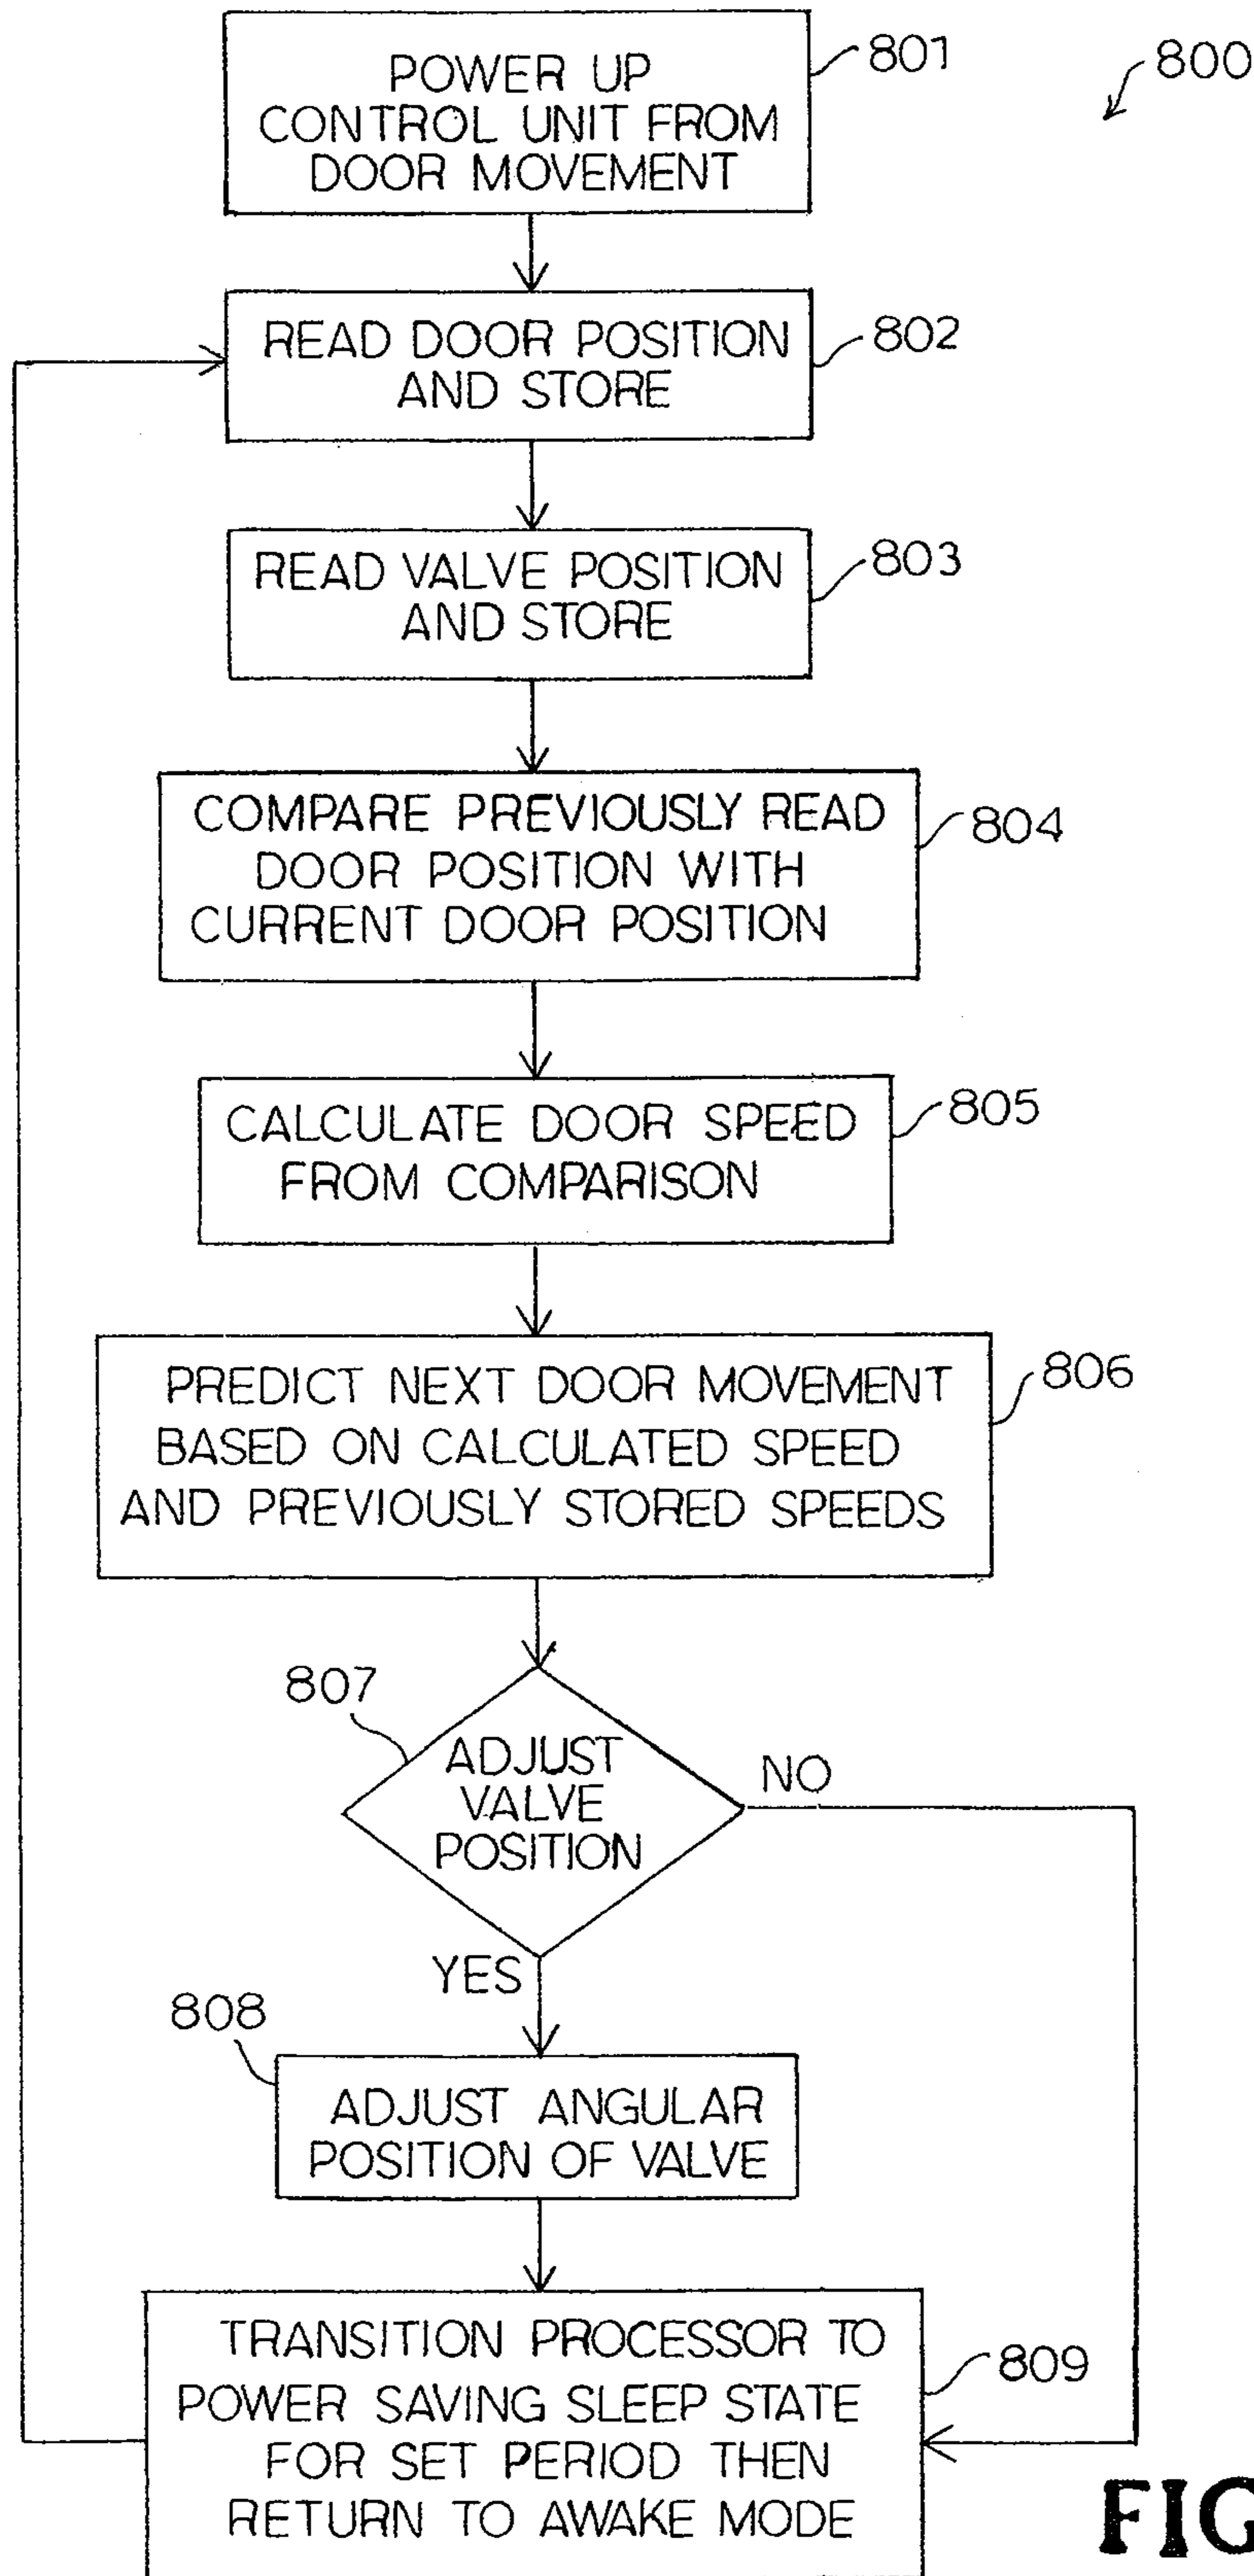 POWER UP
CONTROL UNIT FROM
DOOR MOVEMENT
801
800
READ DOOR POSITION
AND STORE
802
READ VALVE POSITION
AND STORE
803
COMPARE PREVIOUSLY READ
DOOR POSITION WITH
CURRENT DOOR POSITION
804
CALCULATE DOOR SPEED
FROM COMPARISON
805
PREDICT NEXT DOOR MOVEMENT
BASED ON CALCULATED SPEED
AND PREVIOUSLY STORED SPEEDS
806
807
ADJUST
VALVE
POSITION
NO
YES
808
ADJUST ANGULAR
POSITION OF VALVE
TRANSITION PROCESSOR TO
POWER SAVING SLEEP STATE
FOR SET PERIOD THEN
RETURN TO AWAKE MODE
809
FIG